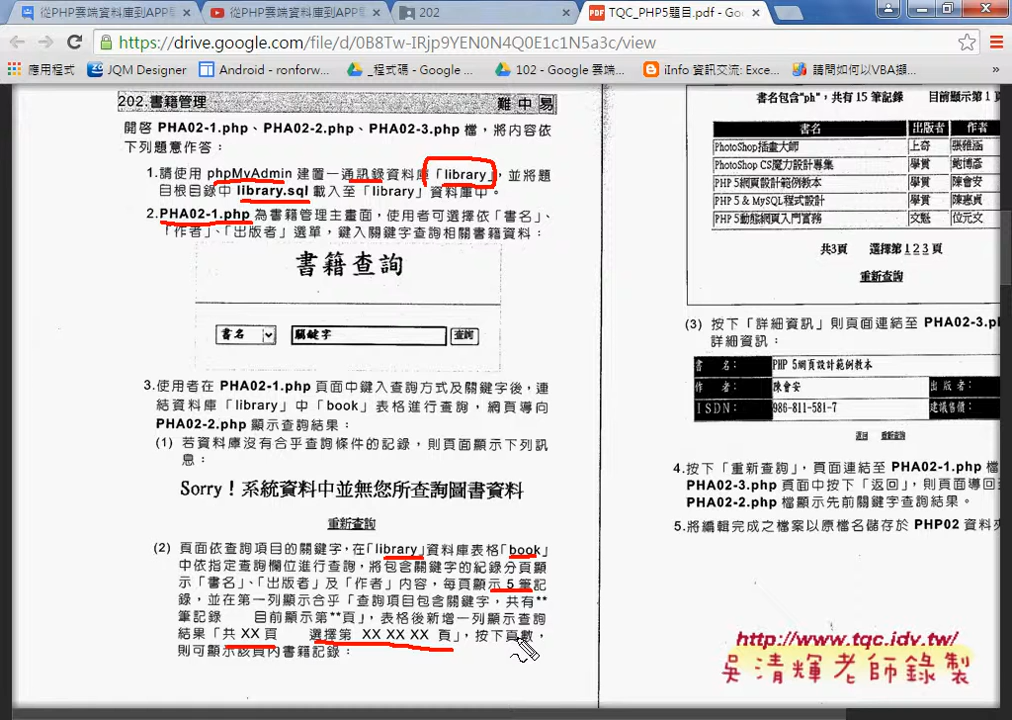 從PHP雲端資料庫到APP
從PHP雲端資料庫到APP
202
TQC_PHP5題目.pdf - Go
https://drive.google.com/file/d/0B8Tw-IRjp9YEN0N4Q0E1c1N5a3c/view
應用程式
JQM Designer
Android - ronforw...
_程式碼 - Google ...
102 - Google 雲端...
iInfo 資訊交流: Exce...
請問如何以VBA擷...
202.書籍管理
難 中 易
開啟 PHA02-1.php、PHA02-2.php、PHA02-3.php 檔，將內容依
下列題意作答：
1.請使用 phpMyAdmin 建置一通訊錄資料庫「library」，並將題
目根目錄中 library.sql 載入至「library」資料庫中。
2.PHA02-1.php 為書籍管理主畫面，使用者可選擇依「書名」、
「作者」、「出版者」選單，鍵入關鍵字查詢相關書籍資料：
書籍查詢
書名
關鍵字
查詢
3.使用者在 PHA02-1.php 頁面中鍵入查詢方式及關鍵字後，連
結資料庫「library」中「book」表格進行查詢，網頁導向
PHA02-2.php 顯示查詢結果：
(1) 若資料庫沒有合乎查詢條件的記錄，則頁面顯示下列訊
息：
Sorry！系統資料中並無您所查詢圖書資料
重新查詢
(2) 頁面依查詢項目的關鍵字，在「library」資料庫表格「book」
中依指定查詢欄位進行查詢，將包含關鍵字的紀錄分頁顯
示「書名」、「出版者」及「作者」內容，每頁顯示 5 筆記
錄，並在第一列顯示合乎「查詢項目包含關鍵字，共有**
筆記錄 目前顯示第**頁」，表格後新增一列顯示查詢
結果「共 XX 頁 選擇第 XX XX XX 頁」，按下頁數，
則可顯示該頁內書籍記錄：
書名包含"ph"，共有 15 筆記錄 目前顯示第 1 頁
書名 出版者 作者
PhotoShop插畫大師 上奇 張雅涵
PhotoShop CS魔力設計專集 學貫 鮑博彥
PHP 5網頁設計範例教本 學貫 陳會安
PHP 5 & MySQL程式設計 學貫 陳惠貞
PHP 5動態網頁入門實務 文魁 位元文
共3頁 選擇第 1 2 3 頁
重新查詢
(3) 按下「詳細資訊」則頁面連結至 PHA02-3.ph
詳細資訊：
書 名： PHP 5網頁設計範例教本
作 者： 陳會安 出 版 者：
ISDN： 986-811-581-7 建議售價：
返回 重新查詢
4.按下「重新查詢」，頁面連結至 PHA02-1.php 檔
PHA02-3.php 頁面中按下「返回」，則頁面導回
PHA02-2.php 檔顯示先前關鍵字查詢結果。
5.將編輯完成之檔案以原檔名儲存於 PHP02 資料夾
http://www.tqc.idv.tw/
吳清輝老師錄製